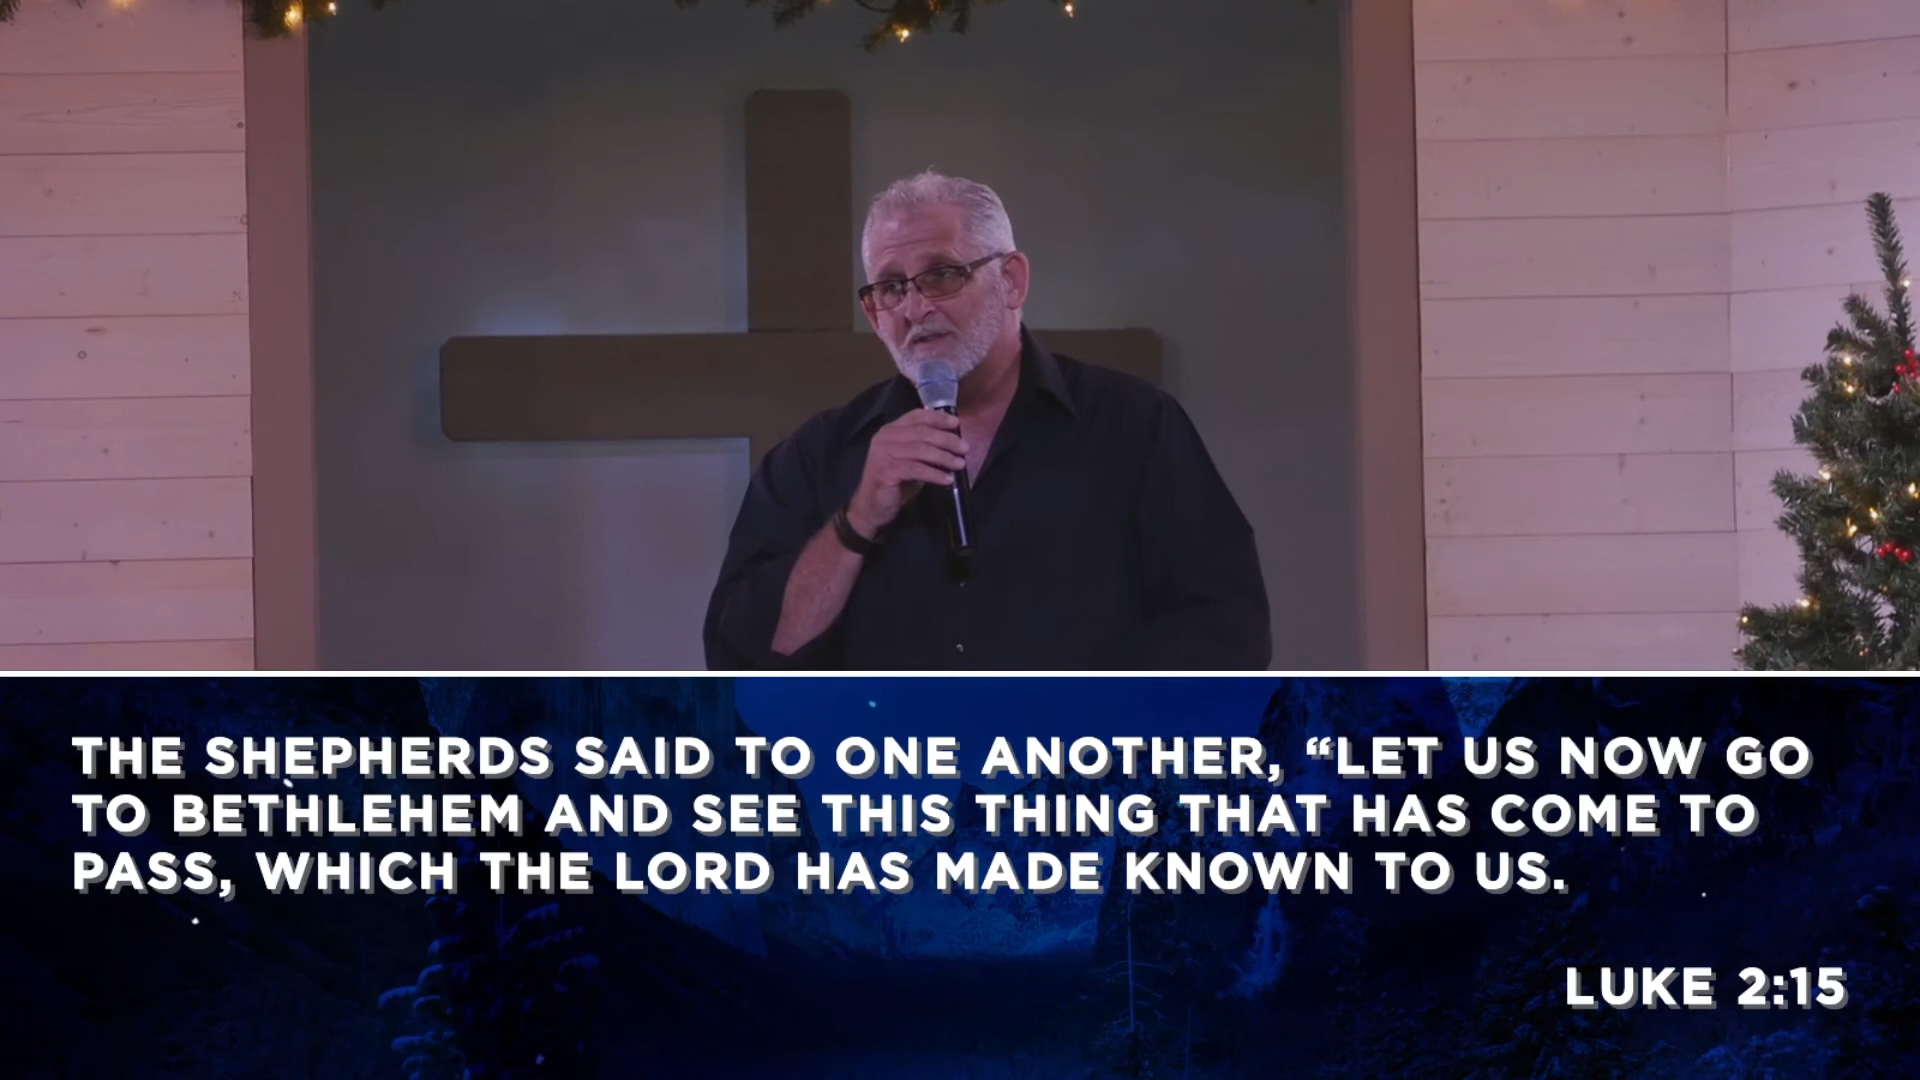 THE SHEPHERDS SAID TO ONE ANOTHER, “LET US NOW GO
TO BETHLEHEM AND SEE THIS THING THAT HAS COME TO
PASS, WHICH THE LORD HAS MADE KNOWN TO US.
LUKE 2:15